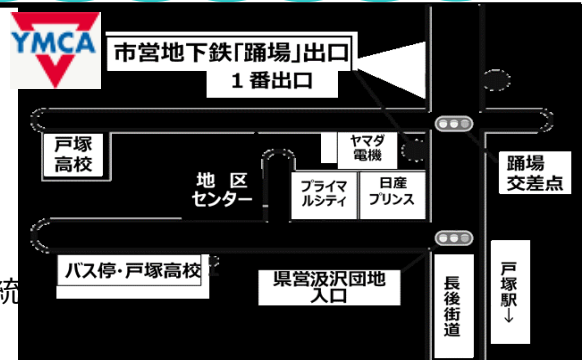 YMCA
市営地下鉄「踊場」出口
１番出口
戸塚
高校
ヤマダ
電機
踊場
交差点
地 区
センター
プライマ
ルシティ
日産
プリンス
バス停・戸塚高校
統
県営汲沢団地
入口
長後街道
戸塚駅→